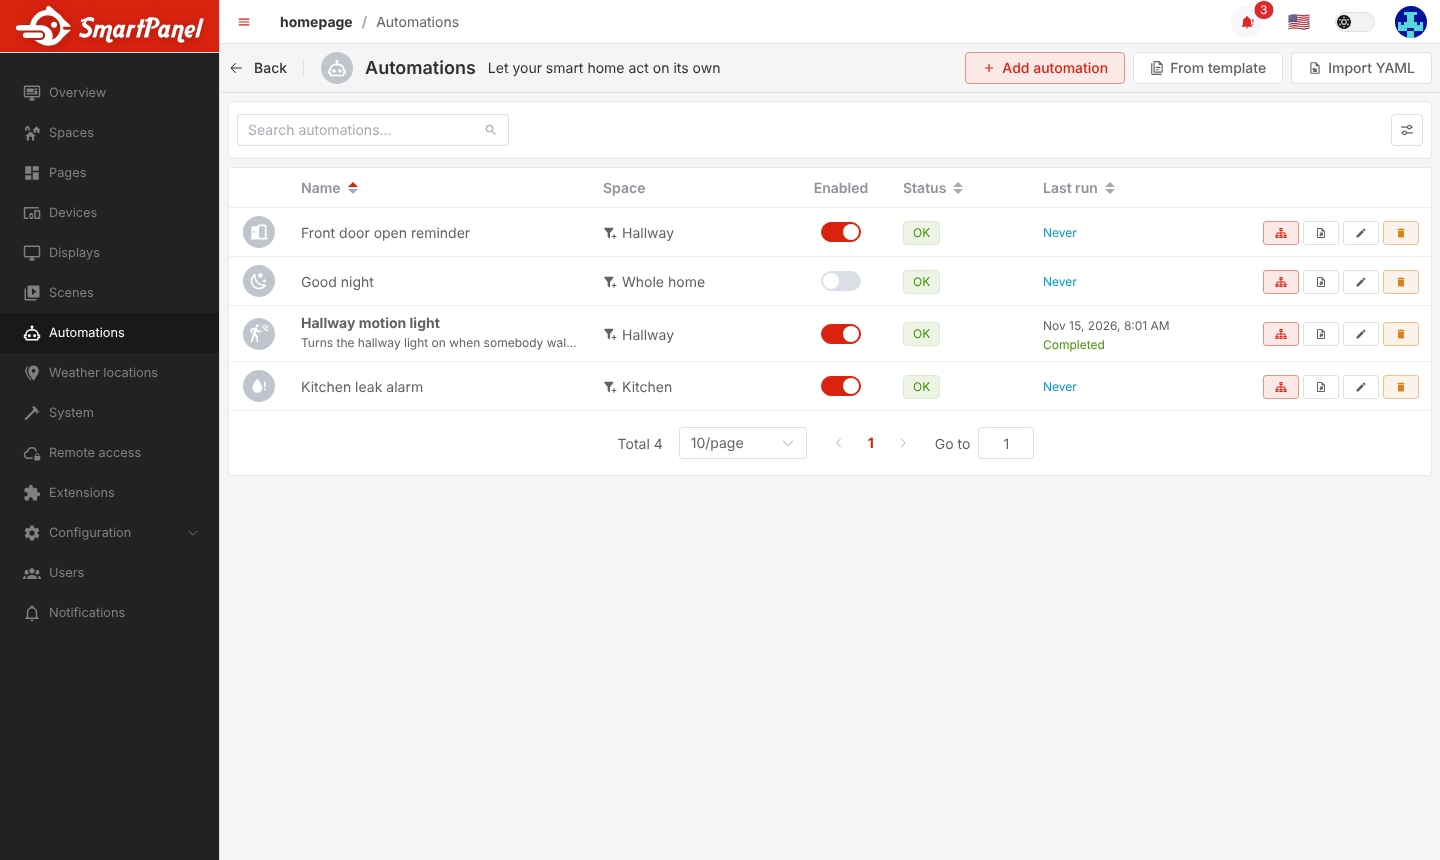 SmartPanel
homepage / Automations
3
Back
Automations Let your smart home act on its own
Add automation
From template
Import YAML
Overview
Spaces
Pages
Devices
Displays
Scenes
Automations
Weather locations
System
Remote access
Extensions
Configuration
Users
Notifications
Search automations...
Name Space Enabled Status Last run
Front door open reminder Hallway OK Never
Good night Whole home OK Never
Hallway motion light Hallway OK Nov 15, 2026, 8:01 AM
Turns the hallway light on when somebody wal... Completed
Kitchen leak alarm Kitchen OK Never
Total 4 10/page 1 Go to 1